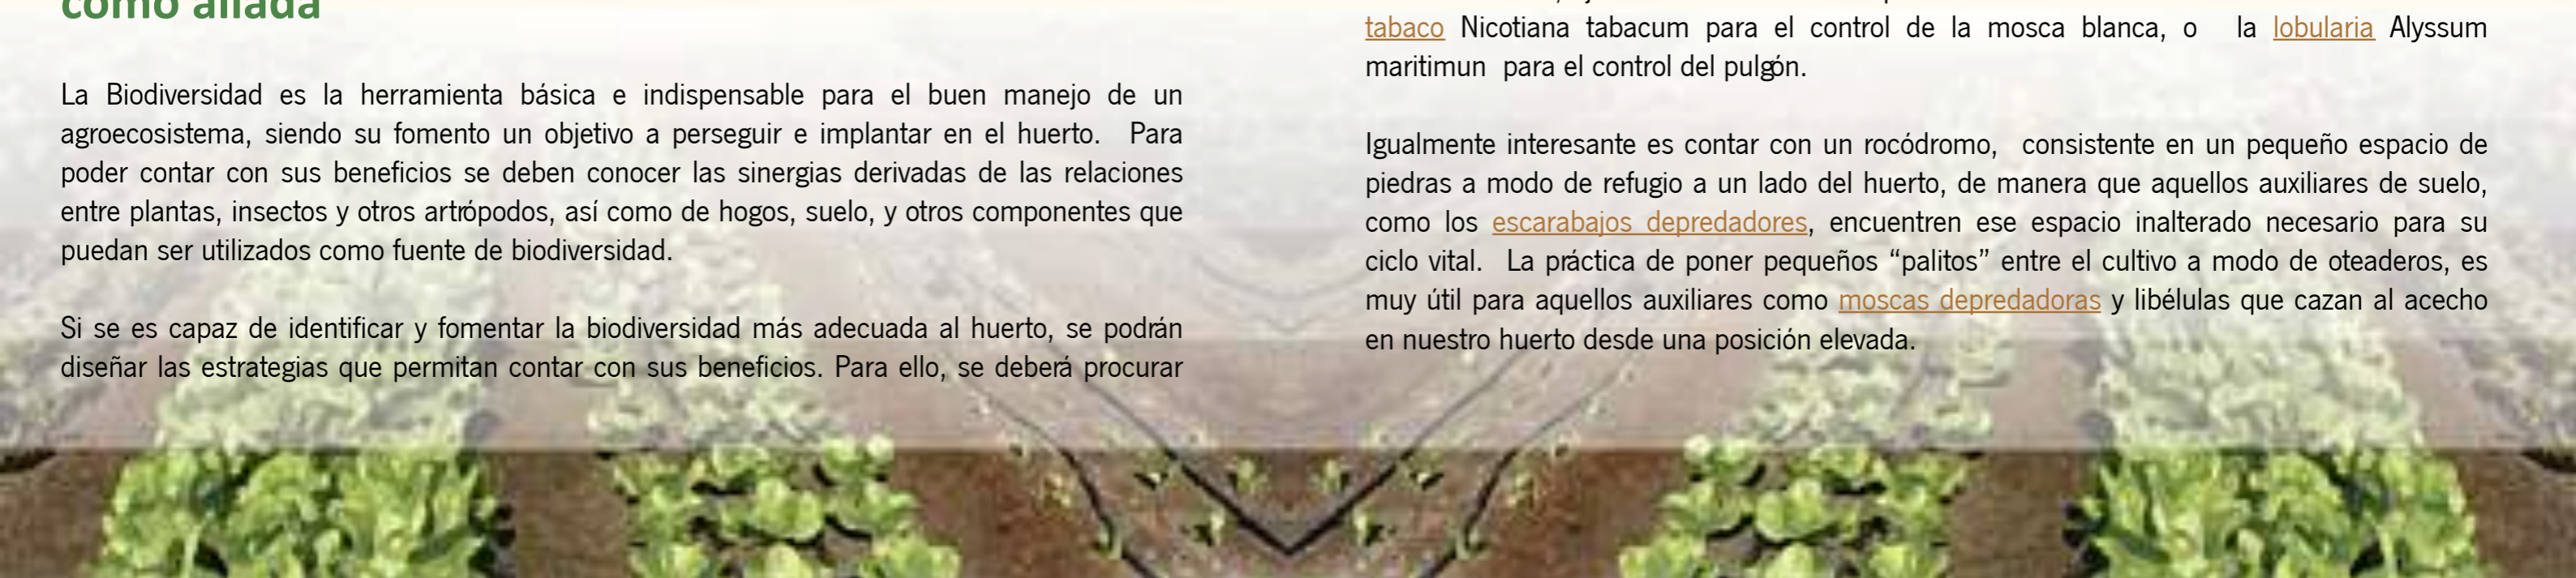 como aliada
La Biodiversidad es la herramienta básica e indispensable para el buen manejo de un
agroecosistema, siendo su fomento un objetivo a perseguir e implantar en el huerto. Para
poder contar con sus beneficios se deben conocer las sinergias derivadas de las relaciones
entre plantas, insectos y otros artrópodos, así como de hogos, suelo, y otros componentes que
puedan ser utilizados como fuente de biodiversidad.
Si se es capaz de identificar y fomentar la biodiversidad más adecuada al huerto, se podrán
diseñar las estrategias que permitan contar con sus beneficios. Para ello, se deberá procurar
tabaco Nicotiana tabacum para el control de la mosca blanca, o la lobularia Alyssum
maritimun para el control del pulgón.
Igualmente interesante es contar con un rocódromo, consistente en un pequeño espacio de
piedras a modo de refugio a un lado del huerto, de manera que aquellos auxiliares de suelo,
como los escarabajos depredadores, encuentren ese espacio inalterado necesario para su
ciclo vital. La práctica de poner pequeños “palitos” entre el cultivo a modo de oteaderos, es
muy útil para aquellos auxiliares como moscas depredadoras y libélulas que cazan al acecho
en nuestro huerto desde una posición elevada.